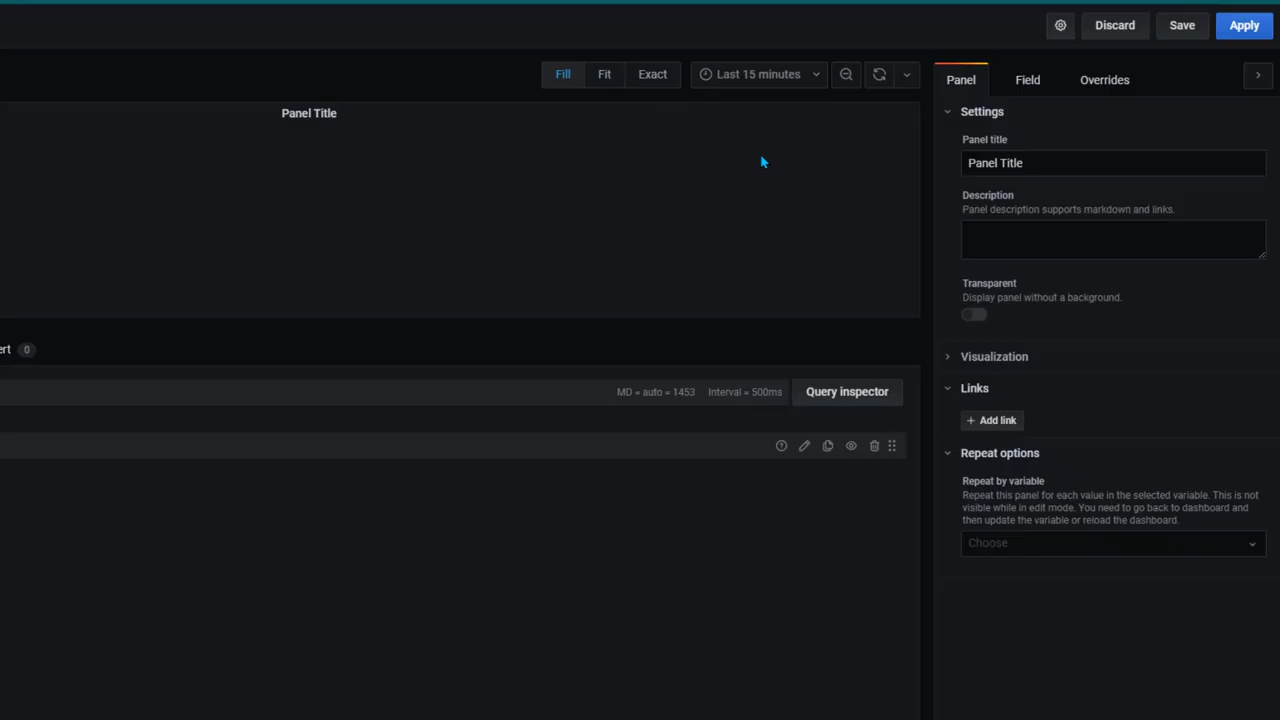 Discard
Save
Apply
Fill
Fit
Exact
Last 15 minutes
Panel
Field
Overrides
Panel Title
Settings
Panel title
Panel Title
Description
Panel description supports markdown and links.
Transparent
Display panel without a background.
ert 0
Visualization
MD = auto = 1453 Interval = 500ms
Query inspector
Links
+ Add link
Repeat options
Repeat by variable
Repeat this panel for each value in the selected variable. This is not
visible while in edit mode. You need to go back to dashboard and
then update the variable or reload the dashboard.
Choose